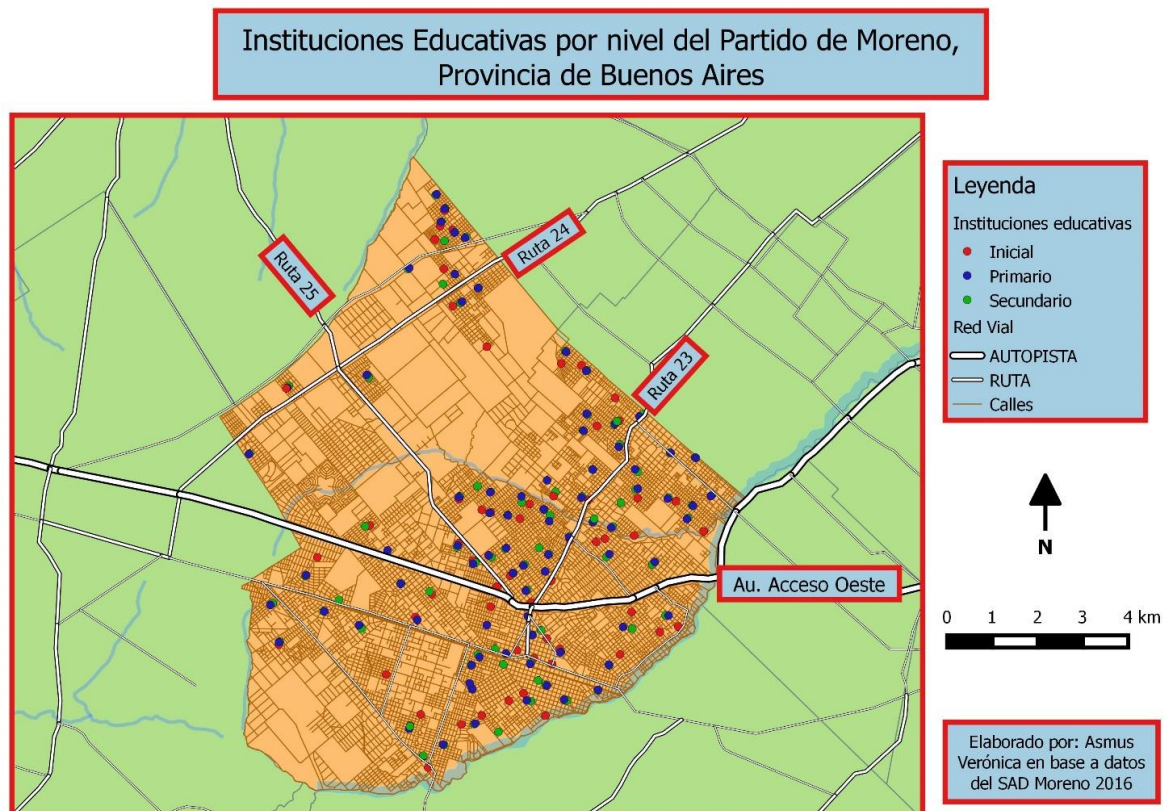 Instituciones Educativas por nivel del Partido de Moreno,
Provincia de Buenos Aires
Ruta 25
Ruta 24
Ruta 23
Au. Acceso Oeste
Leyenda
Instituciones educativas
Inicial
Primario
Secundario
Red Vial
AUTOPISTA
RUTA
Calles
N
0 1 2 3 4 km
Elaborado por: Asmus
Verónica en base a datos
del SAD Moreno 2016